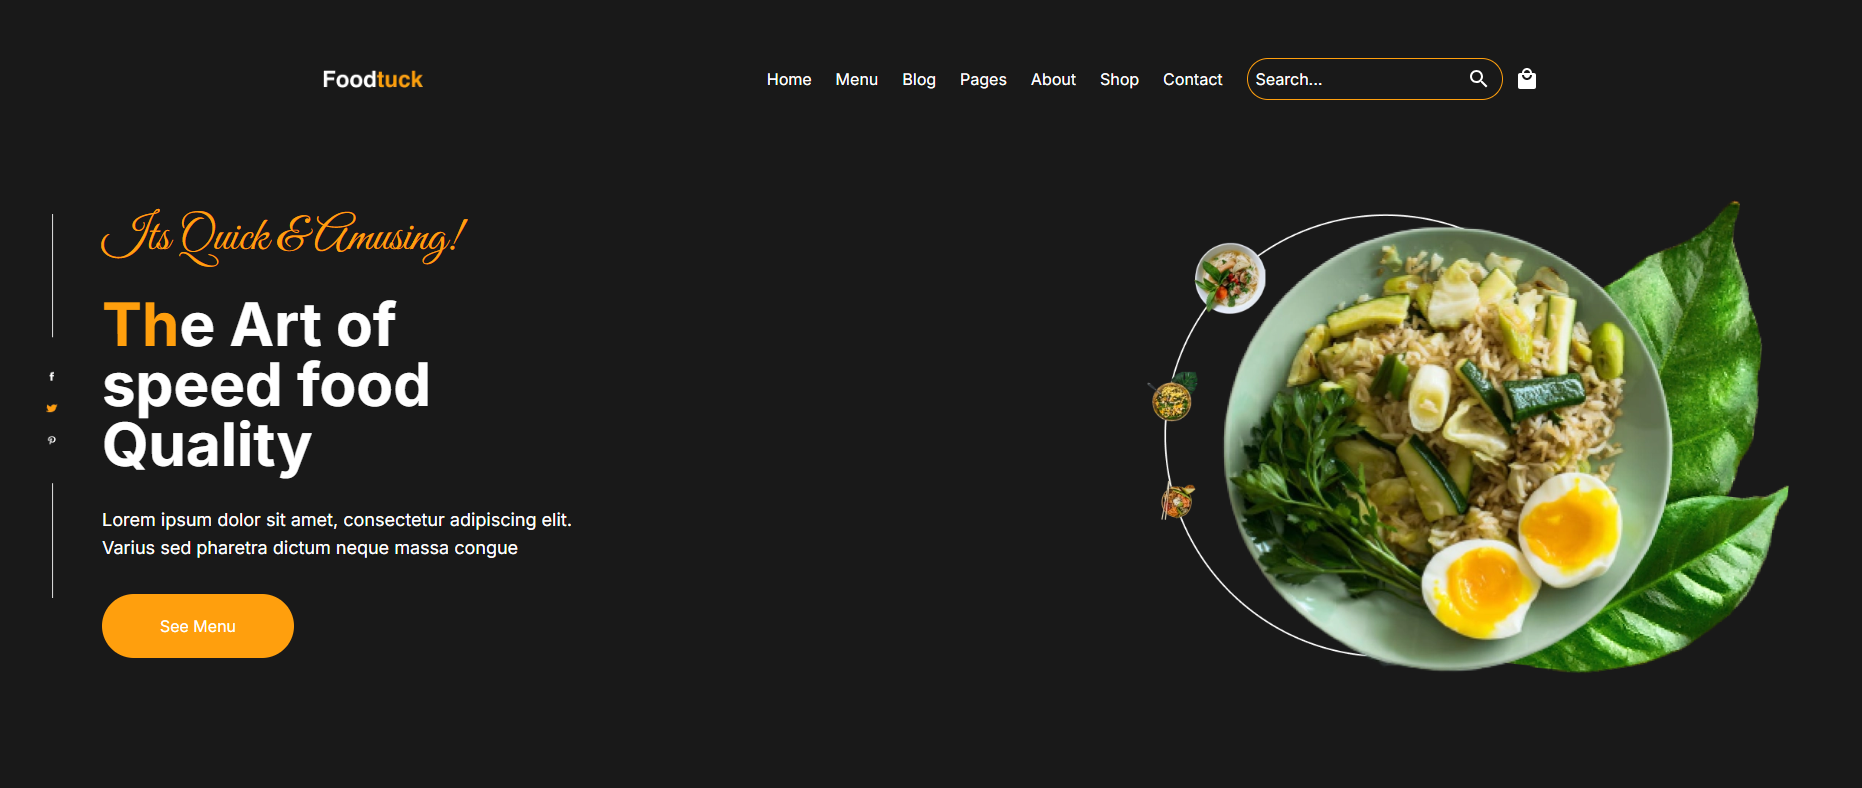 Foodtuck
Home Menu Blog Pages About Shop Contact Search...
Its Quick & Amusing!
The Art of
speed food
Quality
Lorem ipsum dolor sit amet, consectetur adipiscing elit.
Varius sed pharetra dictum neque massa congue
See Menu